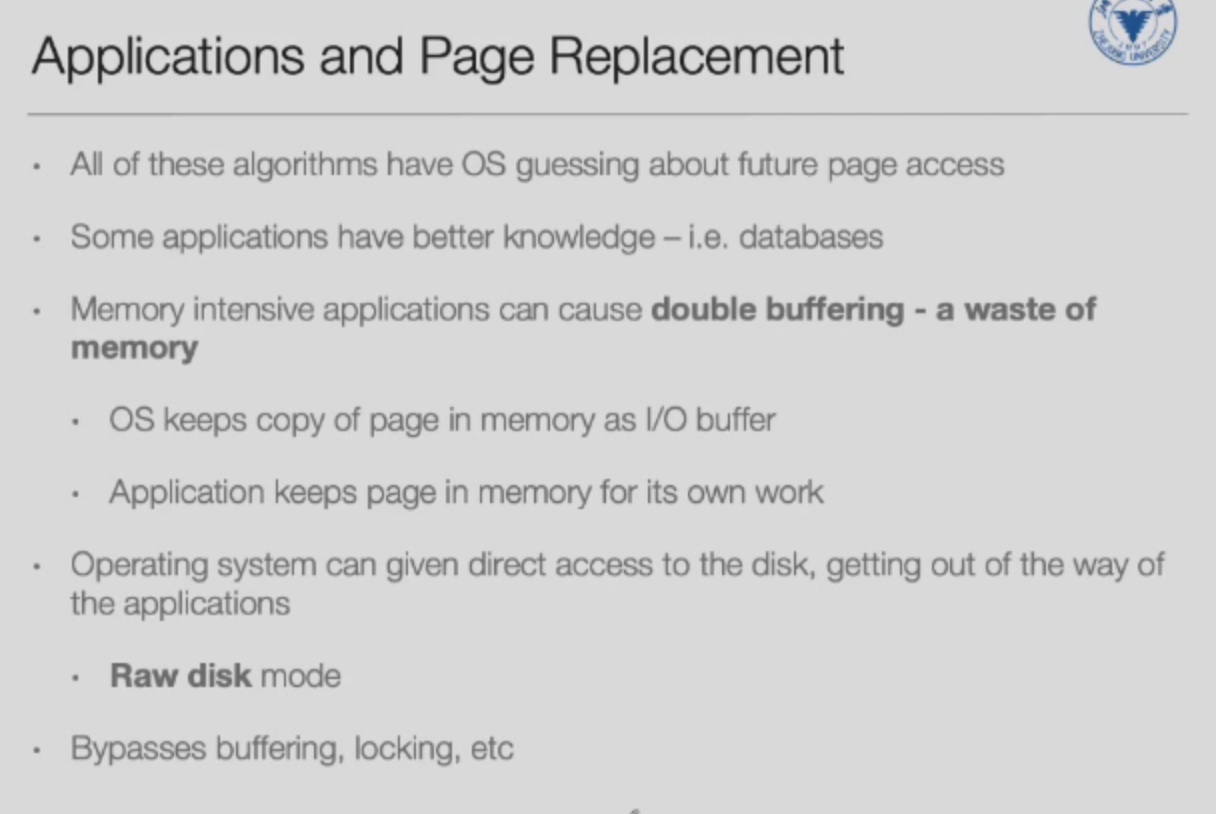 Applications and Page Replacement
• All of these algorithms have OS guessing about future page access
• Some applications have better knowledge – i.e. databases
• Memory intensive applications can cause double buffering - a waste of
memory
• OS keeps copy of page in memory as I/O buffer
• Application keeps page in memory for its own work
• Operating system can given direct access to the disk, getting out of the way of
the applications
• Raw disk mode
• Bypasses buffering, locking, etc